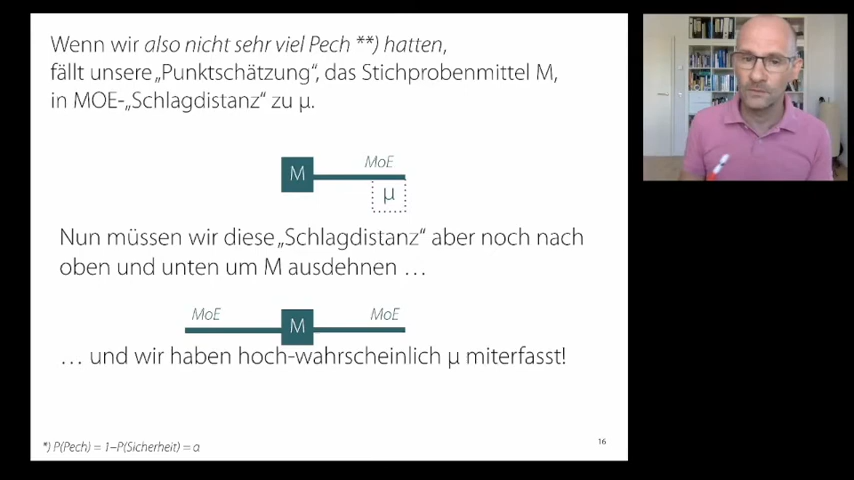 Wenn wir also nicht sehr viel Pech **) hatten,
fällt unsere „Punktschätzung“, das Stichprobenmittel M,
in MOE-„Schlagdistanz“ zu µ.
MoE
M
µ
Nun müssen wir diese „Schlagdistanz“ aber noch nach
oben und unten um M ausdehnen …
MoE MoE
M
… und wir haben hoch-wahrscheinlich µ miterfasst!
*) P(Pech) = 1–P(Sicherheit) = α
16